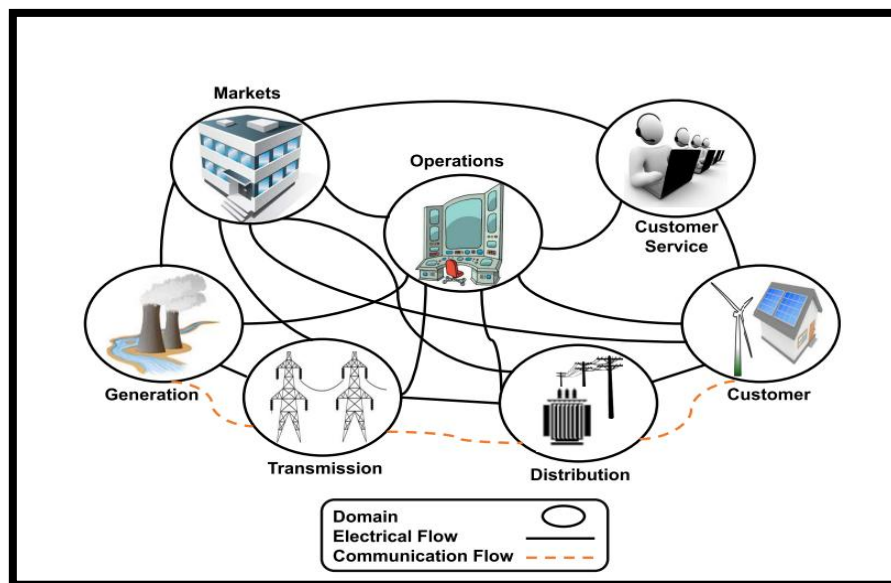 Markets
Operations
Customer
Service
Generation
Customer
Transmission
Distribution
Domain
Electrical Flow
Communication Flow